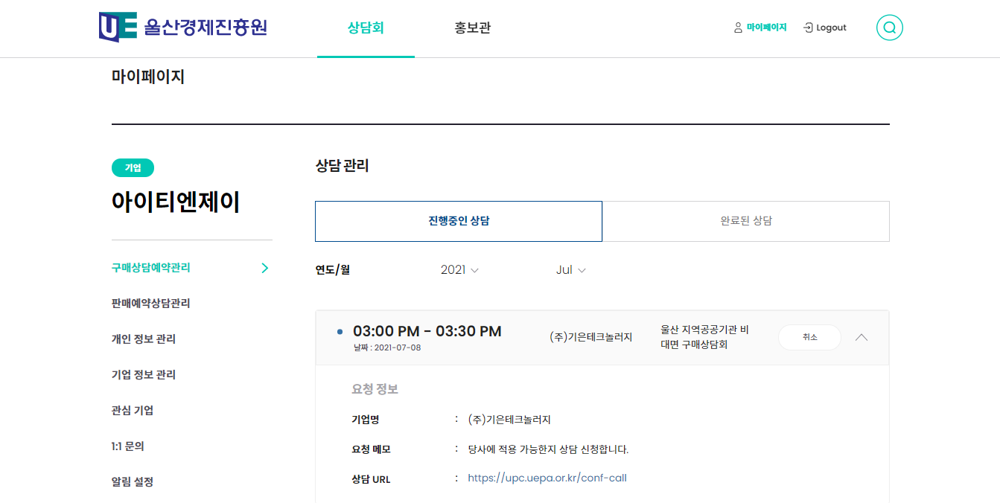 UE 울산경제진흥원
상담회
홍보관
마이페이지
Logout
마이페이지
기업
아이티엔제이
구매상담예약관리
판매예약상담관리
개인 정보 관리
기업 정보 관리
관심 기업
1:1 문의
알림 설정
상담 관리
진행중인 상담
완료된 상담
연도/월
2021
Jul
03:00 PM - 03:30 PM
날짜 : 2021-07-08
(주)기은테크놀러지
울산 지역공공기관 비
대면 구매상담회
취소
요청 정보
기업명 : (주)기은테크놀러지
요청 메모 : 당사에 적용 가능한지 상담 신청합니다.
상담 URL : https://upc.uepa.or.kr/conf-call